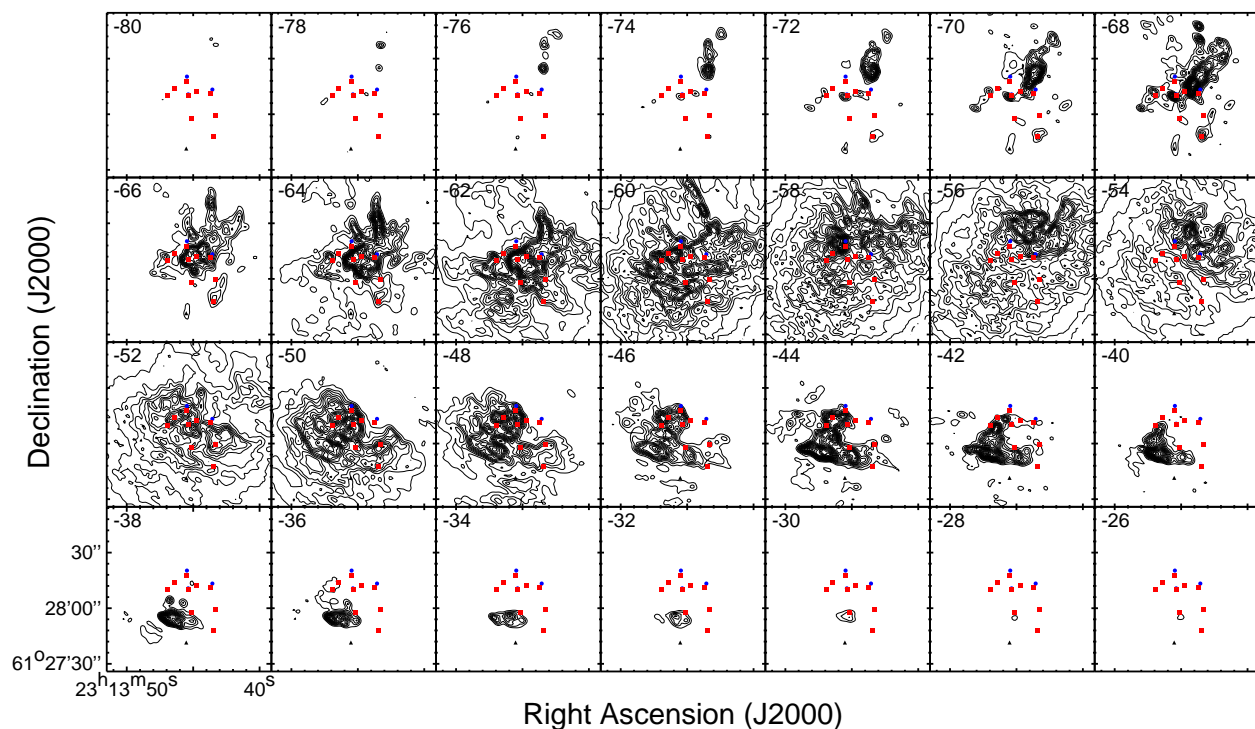 -80 -78 -76 -74 -72 -70 -68
-66 -64 -62 -60 -58 -56 -54
-52 -50 -48 -46 -44 -42 -40
-38 -36 -34 -32 -30 -28 -26
30''
28'00''
61°27'30''
23h13m50s 40s
Declination (J2000)
Right Ascension (J2000)